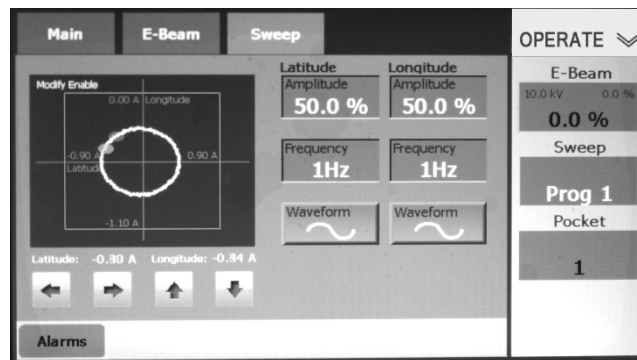 Main
E-Beam
Sweep
OPERATE
Modify Enable
0.00 A
Longitude
-0.90 A
0.90 A
Latitude
-1.10 A
Latitude: -0.30 A Longitude: -0.34 A
Latitude
Longitude
Amplitude
50.0 %
Amplitude
50.0 %
Frequency
1Hz
Frequency
1Hz
Waveform
Waveform
E-Beam
10.0 kV 0.0 %
0.0 %
Sweep
Prog 1
Pocket
1
Alarms